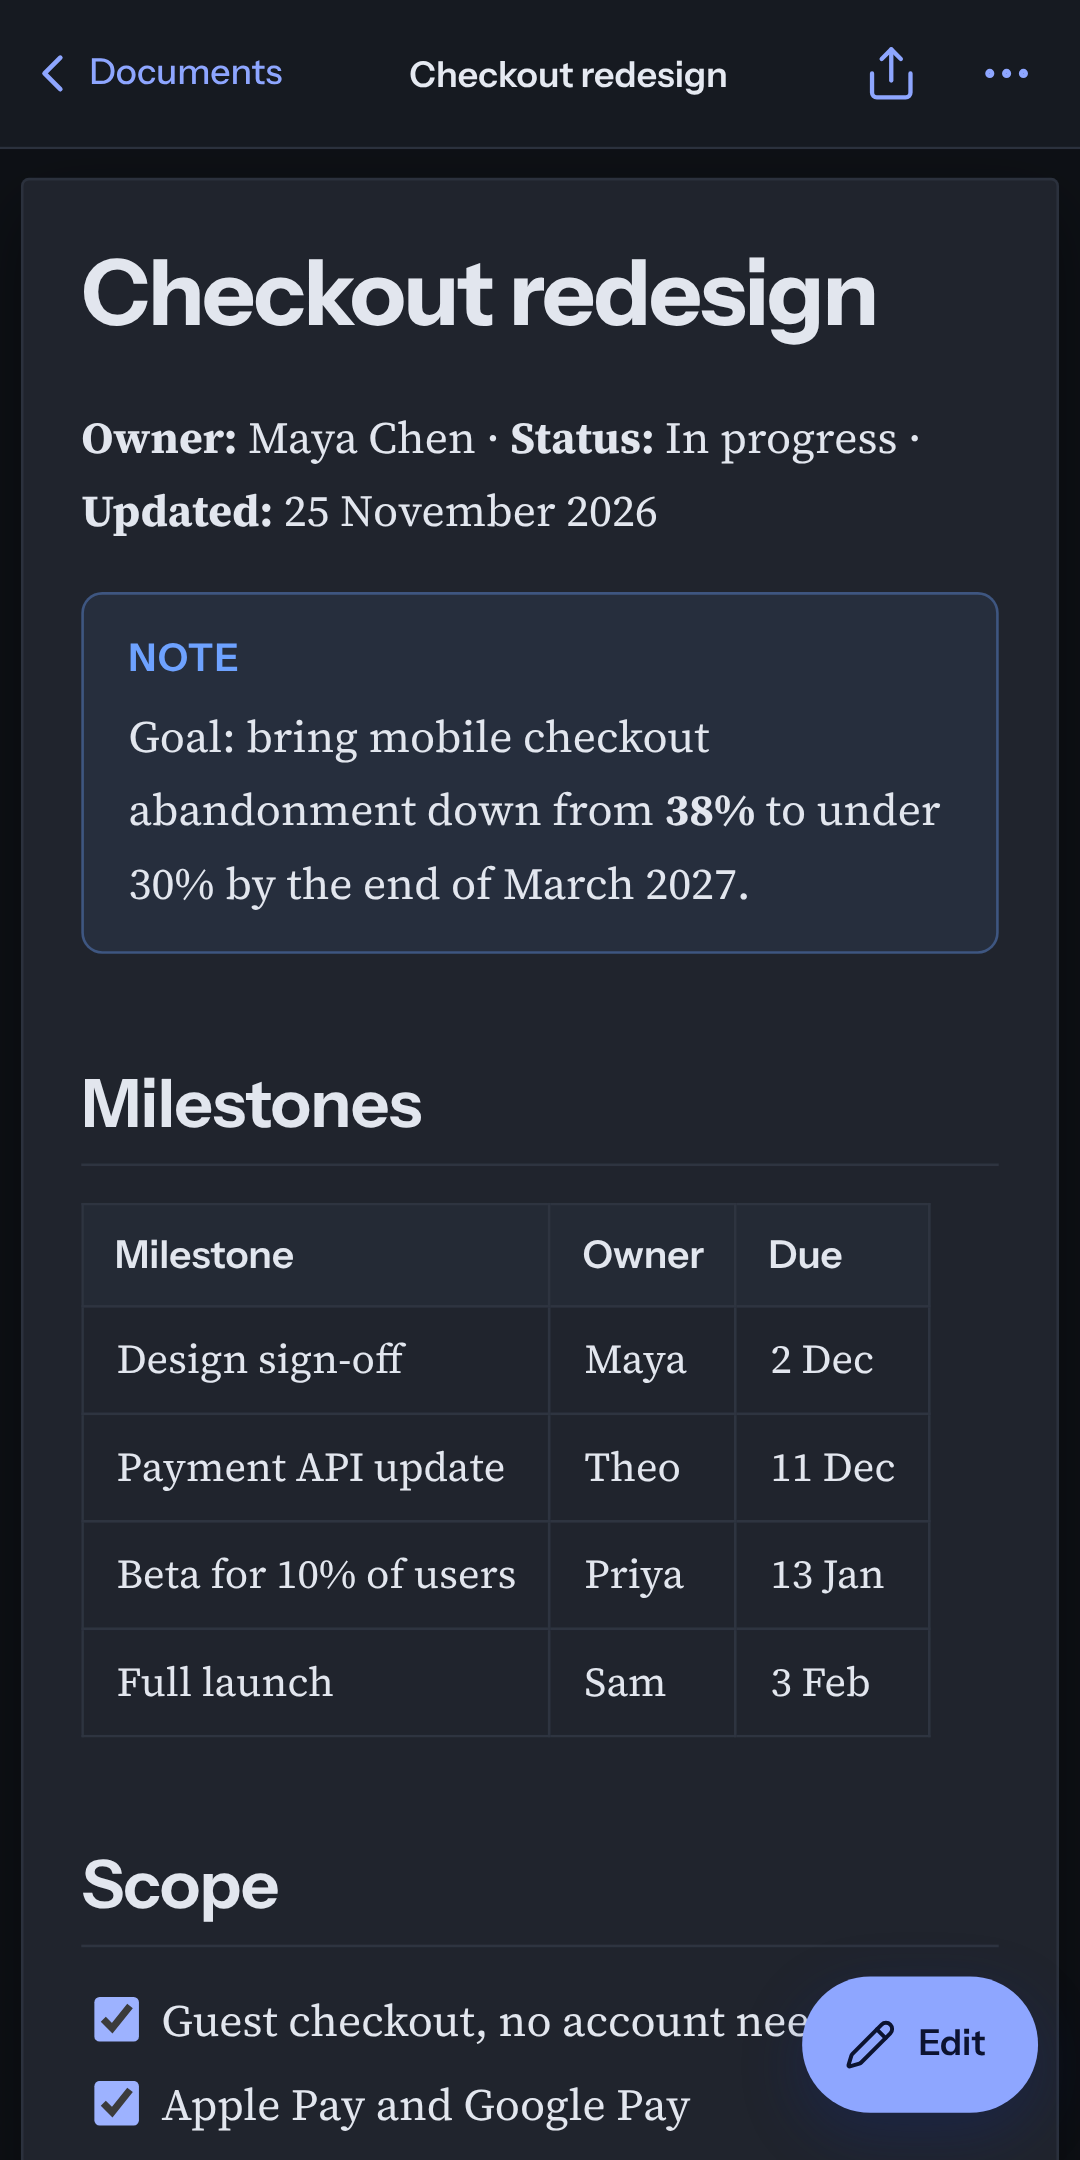 Documents
Checkout redesign
Checkout redesign
Owner: Maya Chen · Status: In progress ·
Updated: 25 November 2026
NOTE
Goal: bring mobile checkout
abandonment down from 38% to under
30% by the end of March 2027.
Milestones
Milestone Owner Due
Design sign-off Maya 2 Dec
Payment API update Theo 11 Dec
Beta for 10% of users Priya 13 Jan
Full launch Sam 3 Feb
Scope
Guest checkout, no account
Edit
Apple Pay and Google Pay